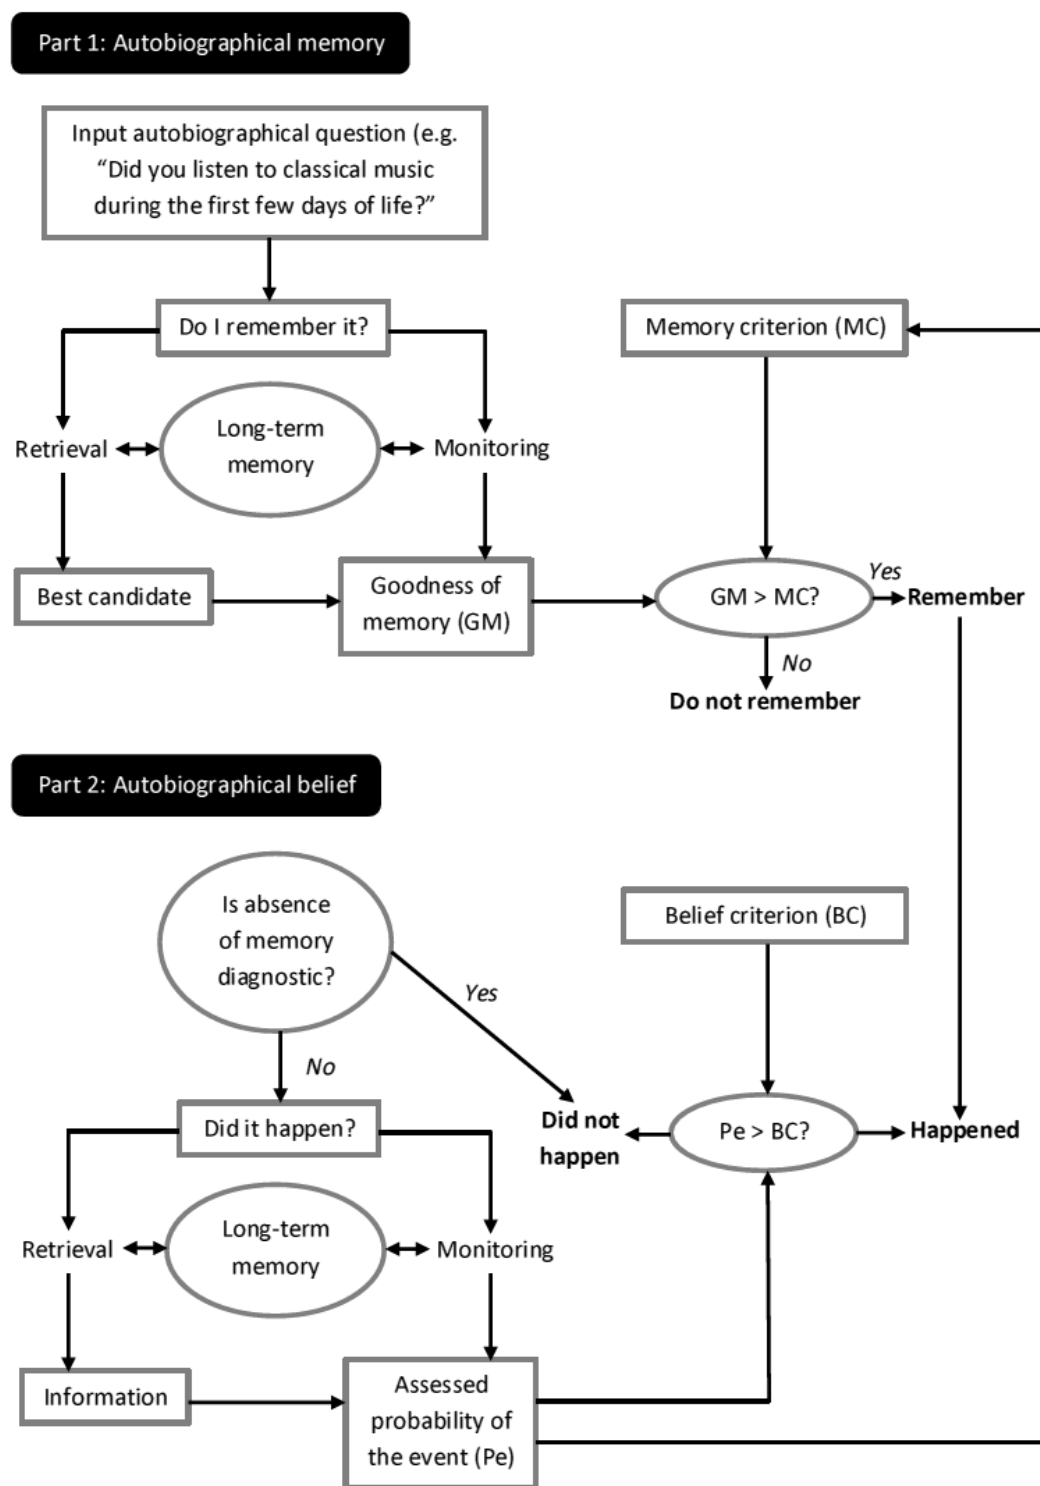 Part 1: Autobiographical memory
Input autobiographical question (e.g.
“Did you listen to classical music
during the first few days of life?”
Do I remember it?
Memory criterion (MC)
Retrieval
Long-term
memory
Monitoring
Best candidate
Goodness of
memory (GM)
GM > MC?
Yes
Remember
No
Do not remember
Part 2: Autobiographical belief
Is absence
of memory
diagnostic?
Yes
No
Belief criterion (BC)
Did it happen?
Did not
happen
Pe > BC?
Happened
Retrieval
Long-term
memory
Monitoring
Information
Assessed
probability of
the event (Pe)